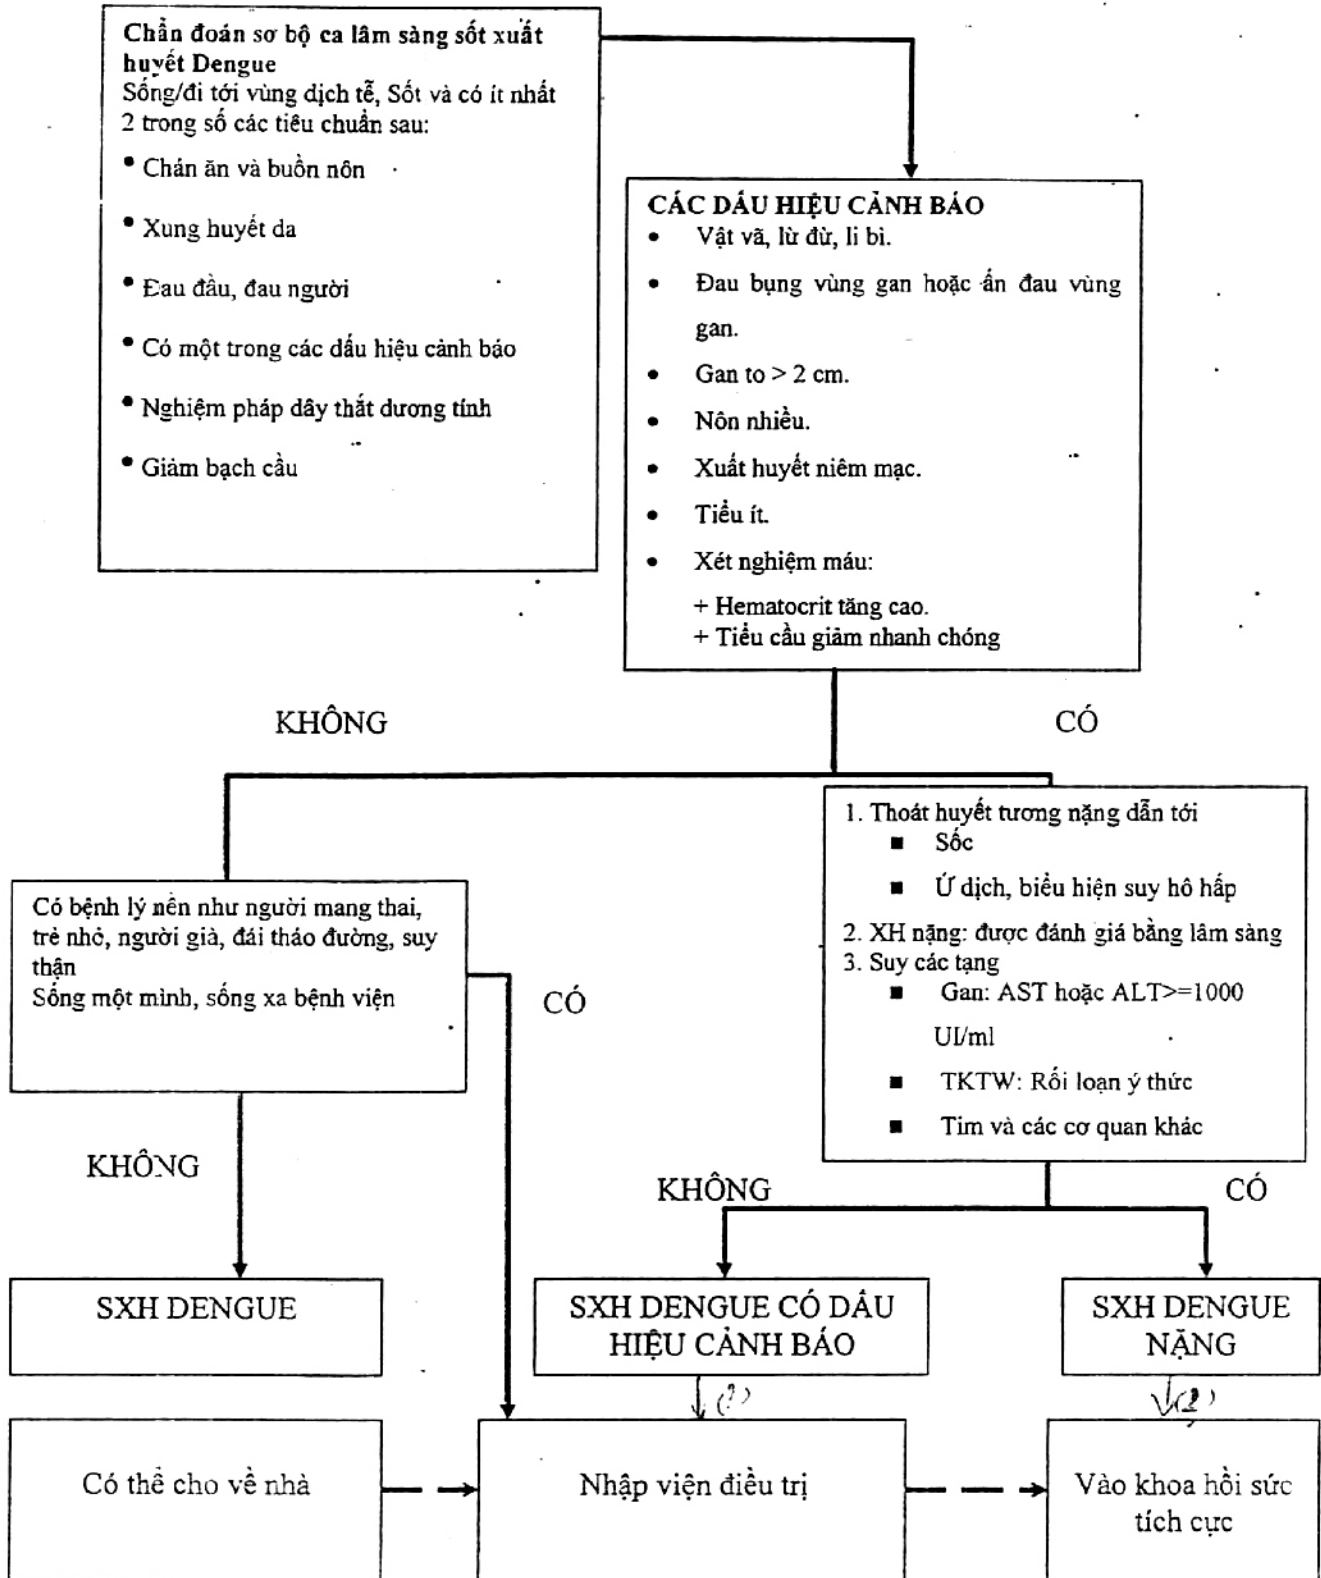 Chẩn đoán sơ bộ ca lâm sàng sốt xuất
huyết Dengue
Sống/đi tới vùng dịch tễ, Sốt và có ít nhất
2 trong số các tiêu chuẩn sau:
• Chán ăn và buồn nôn
• Xung huyết da
• Đau đầu, đau người
• Có một trong các dấu hiệu cảnh báo
• Nghiệm pháp dây thắt dương tính
• Giảm bạch cầu
CÁC DẤU HIỆU CẢNH BÁO
• Vật vã, lừ đừ, li bì.
• Đau bụng vùng gan hoặc ấn đau vùng
gan.
• Gan to > 2 cm.
• Nôn nhiều.
• Xuất huyết niêm mạc.
• Tiểu ít.
• Xét nghiệm máu:
+ Hematocrit tăng cao.
+ Tiểu cầu giảm nhanh chóng
KHÔNG
CÓ
Có bệnh lý nền như người mang thai,
trẻ nhỏ, người già, đái tháo đường, suy
thận
Sống một mình, sống xa bệnh viện
CÓ
1. Thoát huyết tương nặng dẫn tới
■ Sốc
■ Ứ dịch, biểu hiện suy hô hấp
2. XH nặng: được đánh giá bằng lâm sàng
3. Suy các tạng
■ Gan: AST hoặc ALT>=1000
UI/ml
■ TKTW: Rối loạn ý thức
■ Tim và các cơ quan khác
KHÔNG
KHÔNG
CÓ
SXH DENGUE
SXH DENGUE CÓ DẤU
HIỆU CẢNH BÁO
SXH DENGUE
NẶNG
(2)
Có thể cho về nhà
Nhập viện điều trị
Vào khoa hồi sức
tích cực